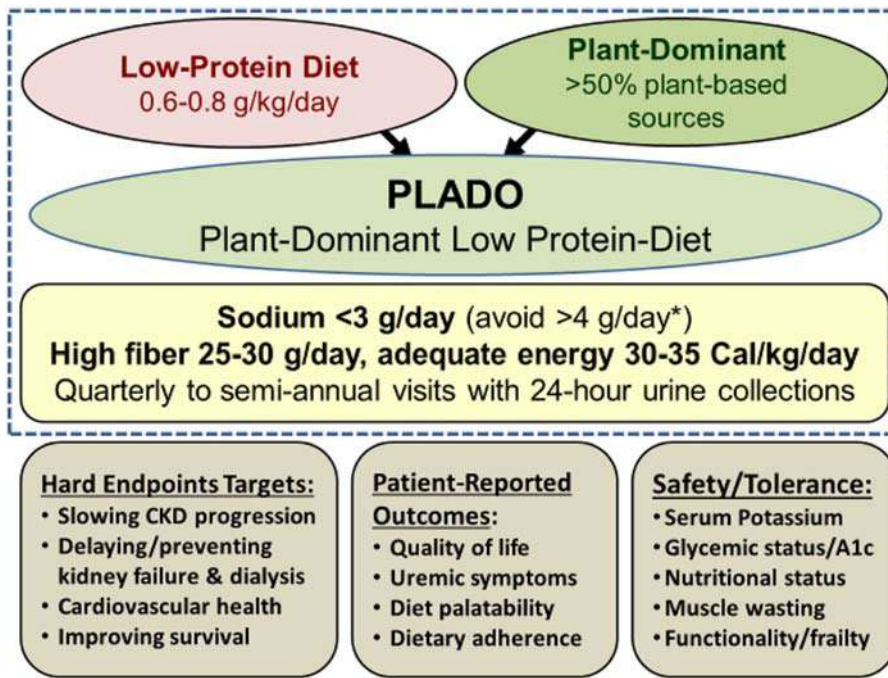 Low-Protein Diet
0.6-0.8 g/kg/day
Plant-Dominant
>50% plant-based
sources
PLADO
Plant-Dominant Low Protein-Diet
Sodium <3 g/day (avoid >4 g/day*)
High fiber 25-30 g/day, adequate energy 30-35 Cal/kg/day
Quarterly to semi-annual visits with 24-hour urine collections
Hard Endpoints Targets:
• Slowing CKD progression
• Delaying/preventing
kidney failure & dialysis
• Cardiovascular health
• Improving survival
Patient-Reported
Outcomes:
• Quality of life
• Uremic symptoms
• Diet palatability
• Dietary adherence
Safety/Tolerance:
• Serum Potassium
• Glycemic status/A1c
• Nutritional status
• Muscle wasting
• Functionality/frailty